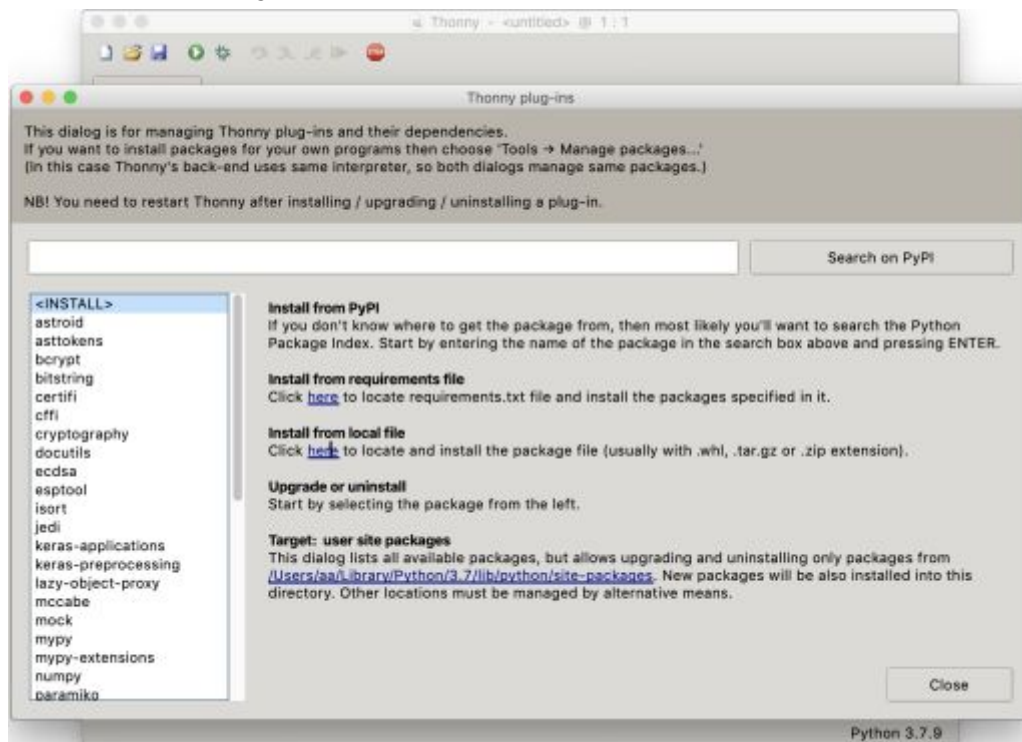 Thonny - <untitled> @ 1 : 1
Thonny plug-ins
This dialog is for managing Thonny plug-ins and their dependencies.
If you want to install packages for your own programs then choose 'Tools → Manage packages...'
(In this case Thonny's back-end uses same interpreter, so both dialogs manage same packages.)
NB! You need to restart Thonny after installing / upgrading / uninstalling a plug-in.
Search on PyPI
<INSTALL>
astroid
asttokens
bcrypt
bitstring
certifi
cffi
cryptography
docutils
ecdsa
esptool
isort
jedi
keras-applications
keras-preprocessing
lazy-object-proxy
mccabe
mock
mypy
mypy-extensions
numpy
paramiko
Install from PyPI
If you don't know where to get the package from, then most likely you'll want to search the Python
Package Index. Start by entering the name of the package in the search box above and pressing ENTER.
Install from requirements file
Click here to locate requirements.txt file and install the packages specified in it.
Install from local file
Click here to locate and install the package file (usually with .whl, .tar.gz or .zip extension).
Upgrade or uninstall
Start by selecting the package from the left.
Target: user site packages
This dialog lists all available packages, but allows upgrading and uninstalling only packages from
/Users/aa/Library/Python/3.7/lib/python/site-packages. New packages will be also installed into this
directory. Other locations must be managed by alternative means.
Close
Python 3.7.9